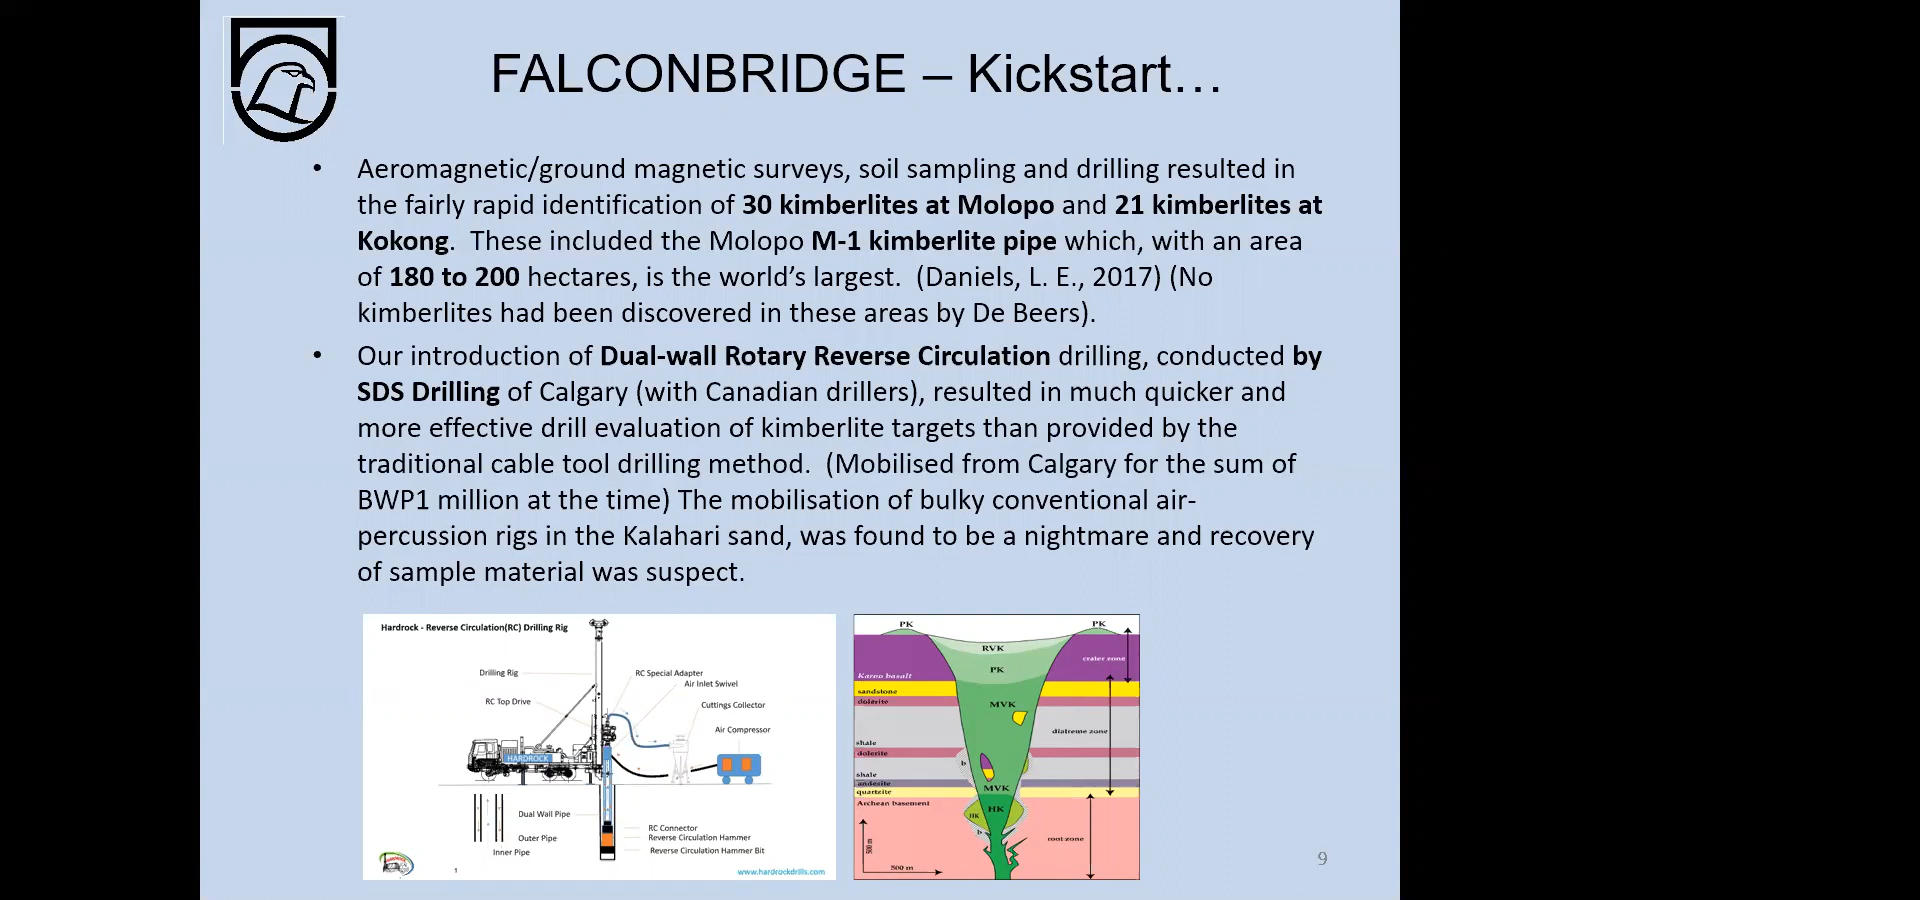 FALCONBRIDGE – Kickstart…
• Aeromagnetic/ground magnetic surveys, soil sampling and drilling resulted in
the fairly rapid identification of 30 kimberlites at Molopo and 21 kimberlites at
Kokong.  These included the Molopo M-1 kimberlite pipe which, with an area
of 180 to 200 hectares, is the world’s largest.  (Daniels, L. E., 2017) (No
kimberlites had been discovered in these areas by De Beers).
• Our introduction of Dual-wall Rotary Reverse Circulation drilling, conducted by
SDS Drilling of Calgary (with Canadian drillers), resulted in much quicker and
more effective drill evaluation of kimberlite targets than provided by the
traditional cable tool drilling method.  (Mobilised from Calgary for the sum of
BWP1 million at the time) The mobilisation of bulky conventional air-
percussion rigs in the Kalahari sand, was found to be a nightmare and recovery
of sample material was suspect.
Hardrock - Reverse Circulation(RC) Drilling Rig
Drilling Rig
RC Special Adapter
Air Inlet Swivel
RC Top Drive
Cuttings Collector
Air Compressor
HARDROCK
Dual Wall Pipe
Outer Pipe
Inner Pipe
RC Connector
Reverse Circulation Hammer
Reverse Circulation Hammer Bit
1
www.hardrockdrills.com
PK
PK
RVK
crater zone
PK
Karoo basalt
sandstone
dolerite
MVK
diatreme zone
shale
dolerite
b
shale
andesite
MVK
quartzite
Archean basement
HK
HK
b
root zone
500 m
500 m
9